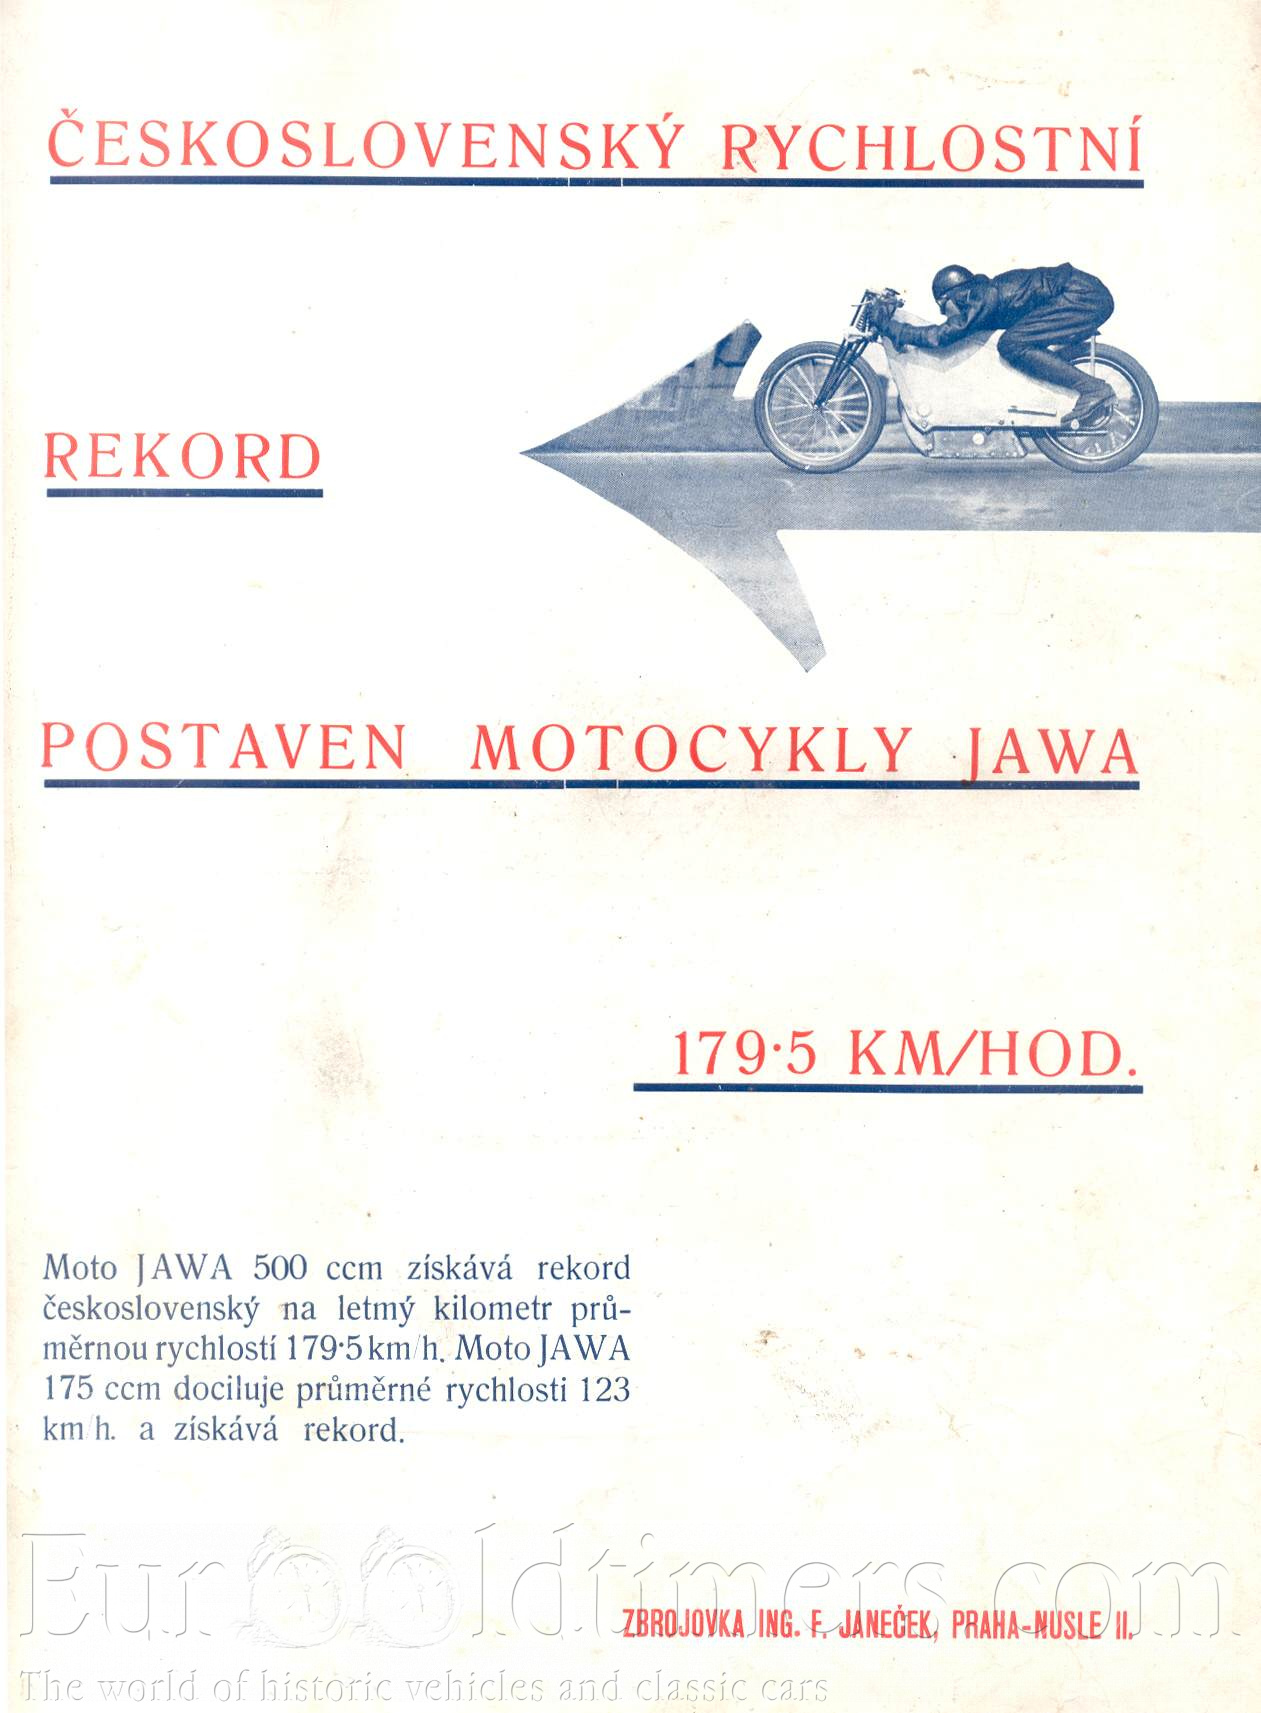 ČESKOSLOVENSKÝ RYCHLOSTNÍ
REKORD
POSTAVEN MOTOCYKLY JAWA
179·5 KM/HOD.
Moto JAWA 500 ccm získává rekord
československý na letmý kilometr prů-
měrnou rychlostí 179·5 km/h. Moto JAWA
175 ccm dociluje průměrné rychlosti 123
km/h. a získává rekord.
EurOOldtimers.com
ZBROJOVKA ING. F. JANEČEK, PRAHA-NUSLE II.
The world of historic vehicles and classic cars